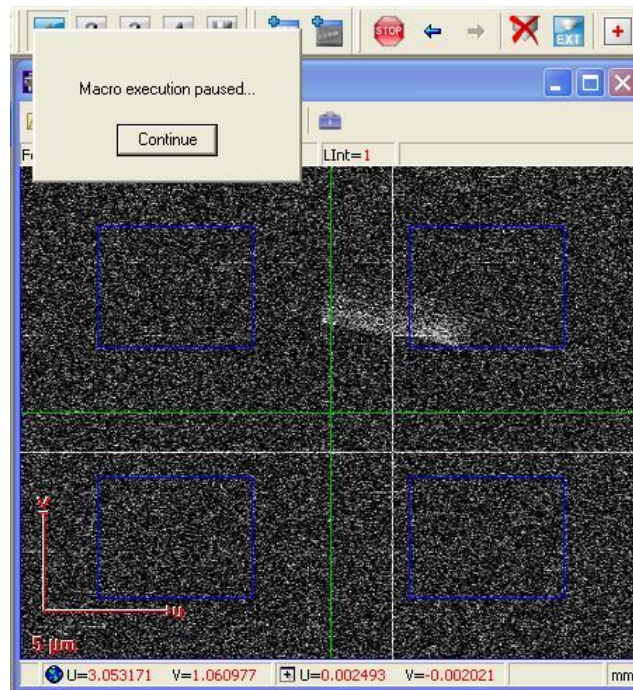 STOP
EXT
Macro execution paused...
Continue
LInt=1
V
U
5 µm
U=3.053171 V=1.060977 U=0.002493 V=-0.002021 mm